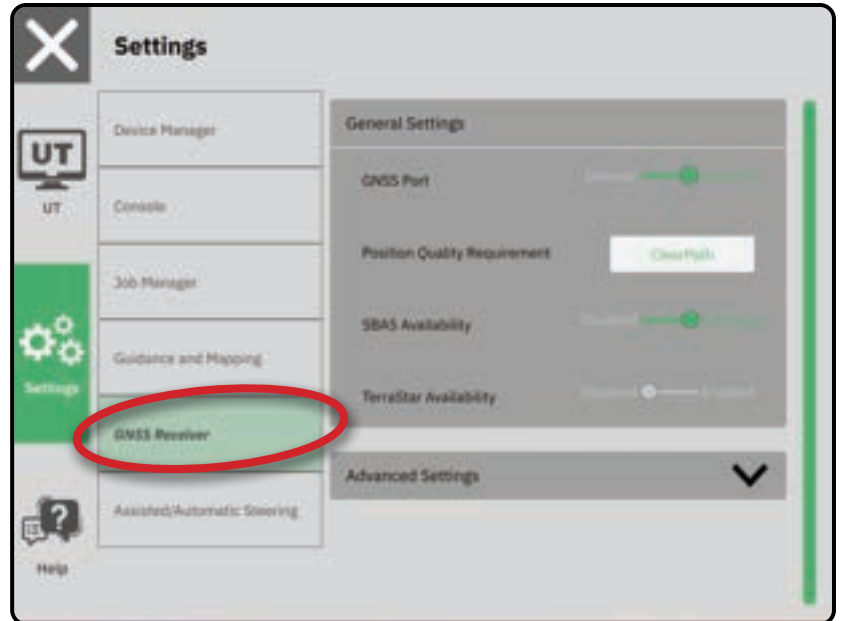 Settings
Device Manager
General Settings
UT
GNSS Port
UT
Console
Position Quality Requirement
ClearPath
Job Manager
SBAS Availability
Guidance and Mapping
Settings
TerraStar Availability
GNSS Receiver
Advanced Settings
Assisted/Automatic Steering
?
Help